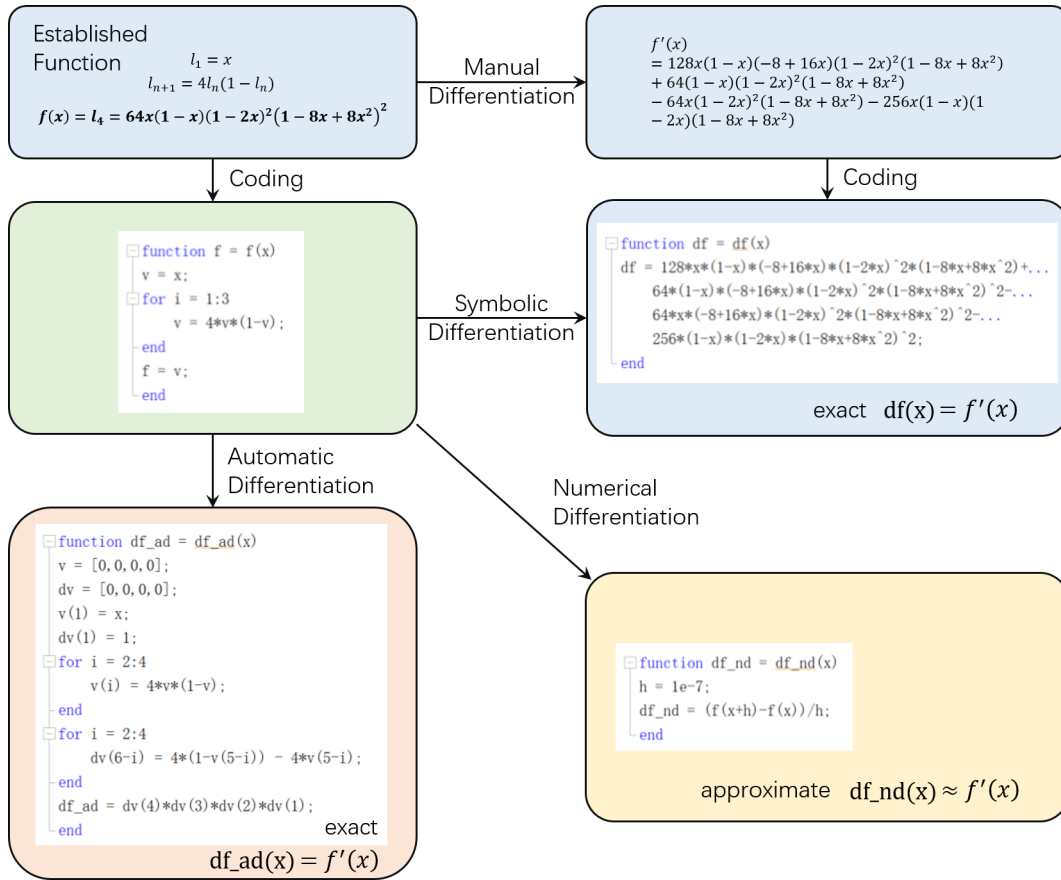 Established
Function
l₁ = x
lₙ₊₁ = 4lₙ(1 − lₙ)
f(x) = l₄ = 64x(1 − x)(1 − 2x)²(1 − 8x + 8x²)²
Manual
Differentiation
f′(x)
= 128x(1 − x)(−8 + 16x)(1 − 2x)²(1 − 8x + 8x²)
+ 64(1 − x)(1 − 2x)²(1 − 8x + 8x²)
− 64x(1 − 2x)²(1 − 8x + 8x²) − 256x(1 − x)(1
− 2x)(1 − 8x + 8x²)
Coding
Coding
function f = f(x)
v = x;
for i = 1:3
v = 4*v*(1-v);
end
f = v;
end
Symbolic
Differentiation
function df = df(x)
df = 128*x*(1-x)*(-8+16*x)*(1-2*x)^2*(1-8*x+8*x^2)+...
64*(1-x)*(-8+16*x)*(1-2*x)^2*(1-8*x+8*x^2)^2-...
64*x*(-8+16*x)*(1-2*x)^2*(1-8*x+8*x^2)^2-...
256*(1-x)*(1-2*x)*(1-8*x+8*x^2)^2;
end
exact df(x) = f′(x)
Automatic
Differentiation
Numerical
Differentiation
function df_ad = df_ad(x)
v = [0,0,0,0];
dv = [0,0,0,0];
v(1) = x;
dv(1) = 1;
for i = 2:4
v(i) = 4*v*(1-v);
end
for i = 2:4
dv(6-i) = 4*(1-v(5-i)) - 4*v(5-i);
end
df_ad = dv(4)*dv(3)*dv(2)*dv(1);
end
exact
df_ad(x) = f′(x)
function df_nd = df_nd(x)
h = 1e-7;
df_nd = (f(x+h)-f(x))/h;
end
approximate df_nd(x) ≈ f′(x)